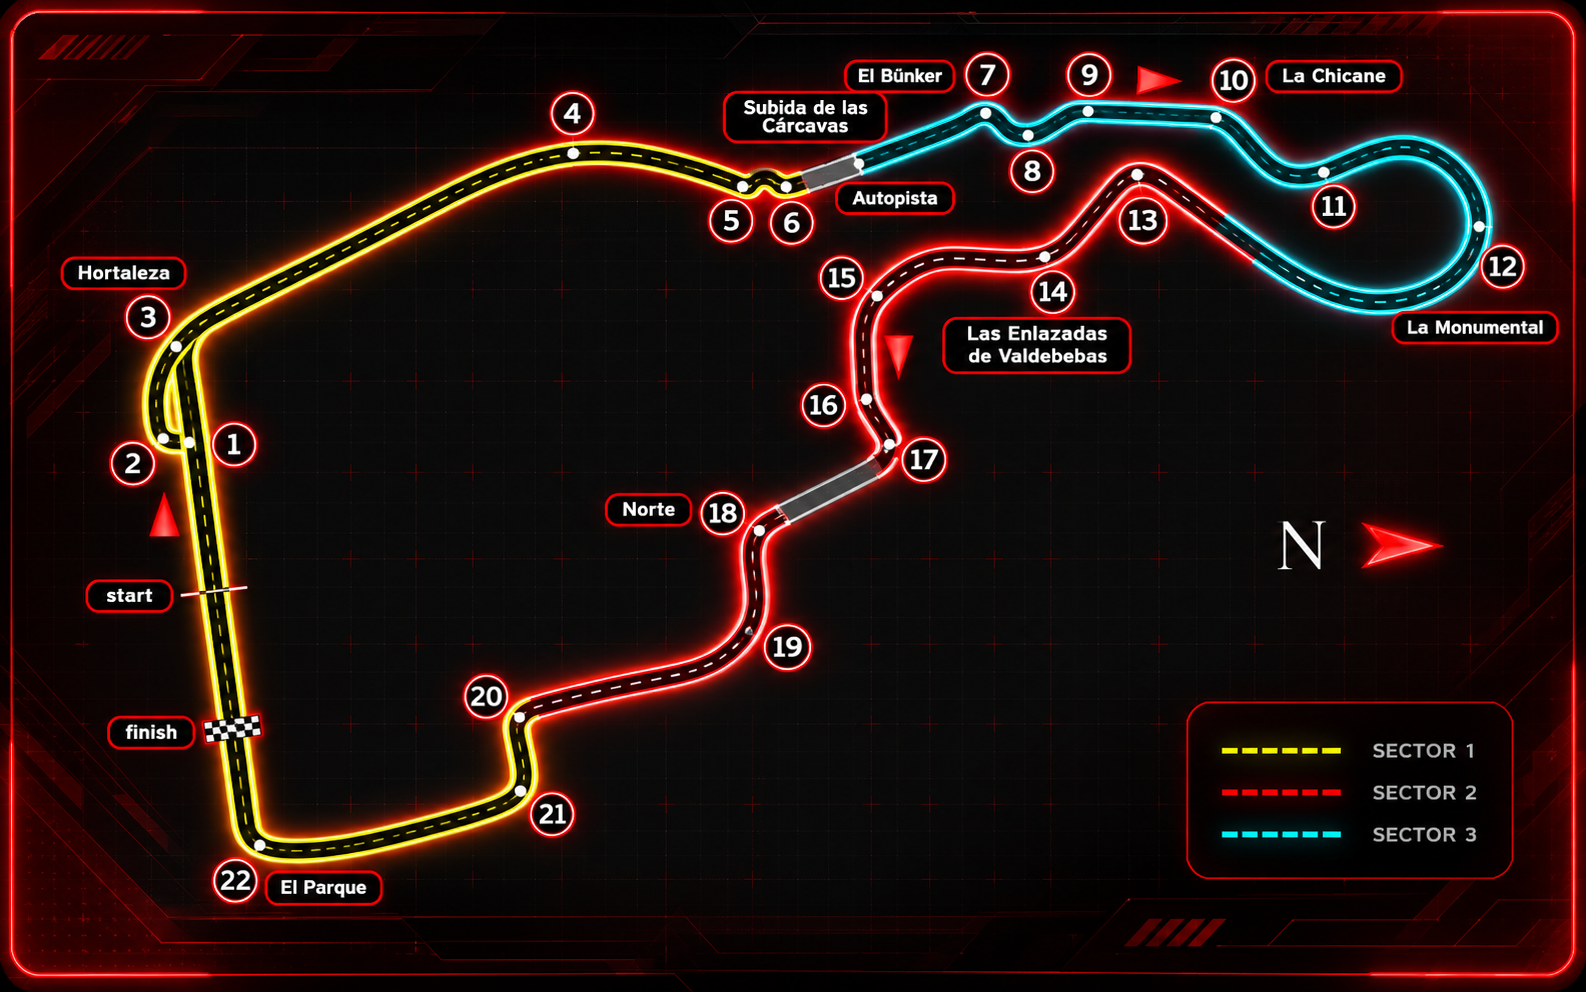 El Bűnker
7
9
10
La Chicane
Subida de las
Cárcavas
4
8
Autopista
5
6
11
13
12
Hortaleza
3
15
14
La Monumental
Las Enlazadas
de Valdebebas
16
1
2
17
Norte
18
N
start
19
20
finish
21
SECTOR 1
SECTOR 2
SECTOR 3
22
El Parque